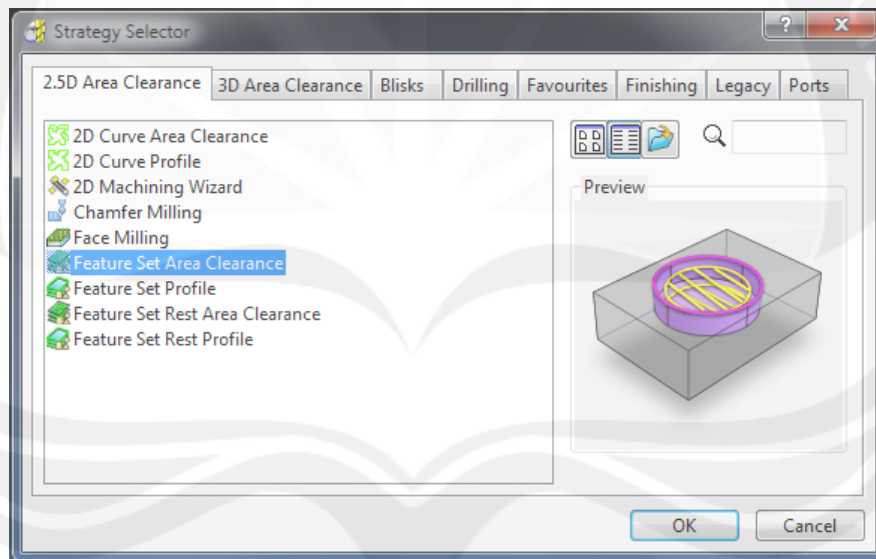 Strategy Selector
2.5D Area Clearance 3D Area Clearance Blisks Drilling Favourites Finishing Legacy Ports
2D Curve Area Clearance
2D Curve Profile
2D Machining Wizard
Chamfer Milling
Face Milling
Feature Set Area Clearance
Feature Set Profile
Feature Set Rest Area Clearance
Feature Set Rest Profile
Preview
OK Cancel